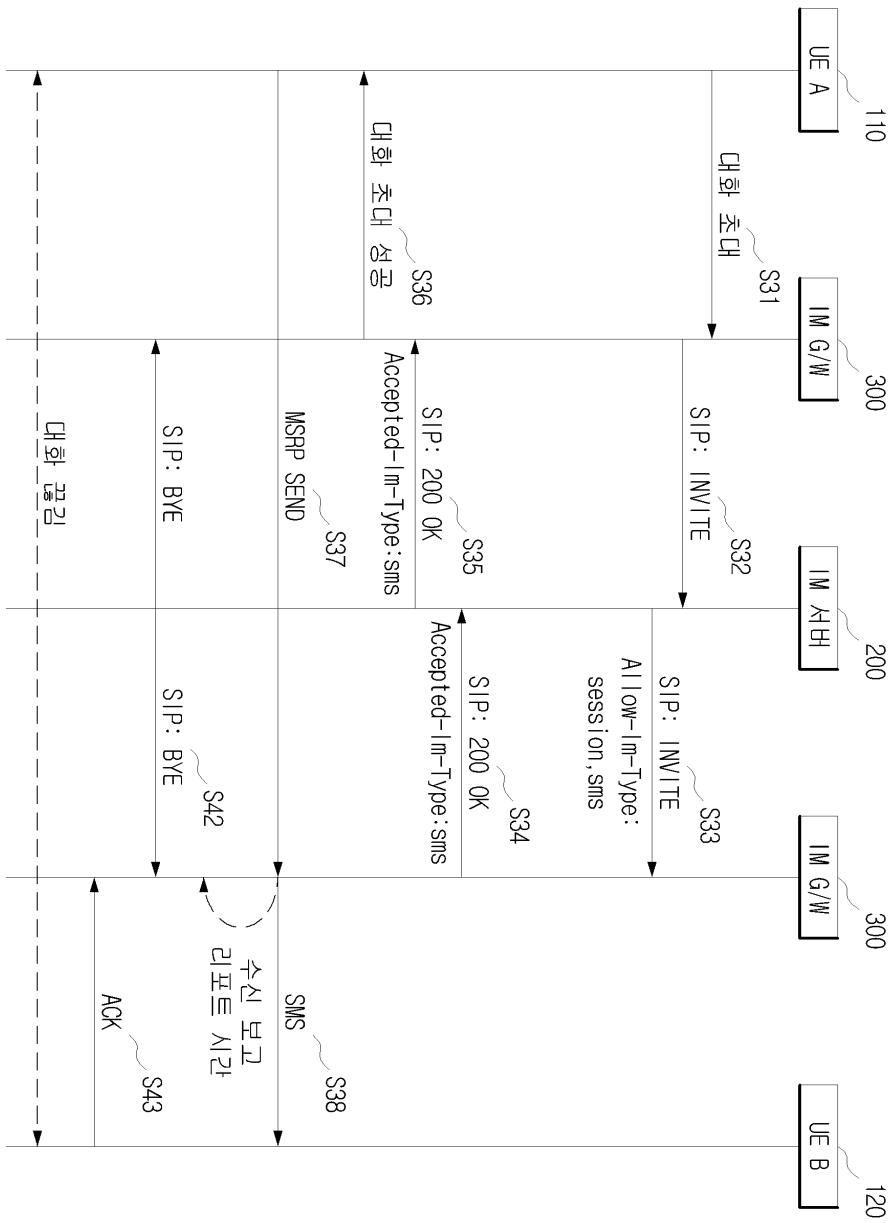 110
UE A
300
IM G/W
200
IM 서버
300
IM G/W
120
UE B
S31
대화 초대
S32
SIP: INVITE
S33
SIP: INVITE
Allow-Im-Type:
session,sms
S34
SIP: 200 OK
Accepted-Im-Type:sms
S35
SIP: 200 OK
Accepted-Im-Type:sms
S36
대화 초대 성공
S37
MSRP SEND
S38
SMS
수신 보고
리포트 시간
S42
SIP: BYE
SIP: BYE
S43
ACK
대화 끊김